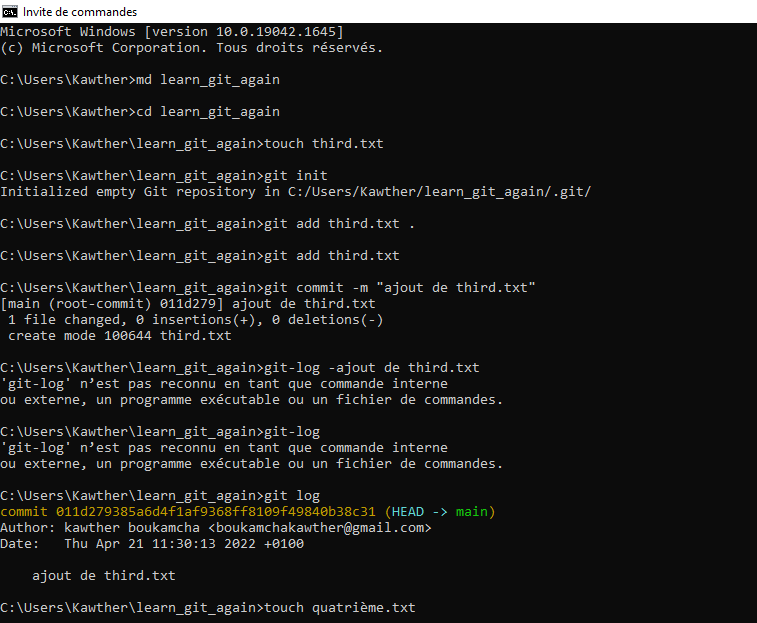 Invite de commandes
Microsoft Windows [version 10.0.19042.1645]
(c) Microsoft Corporation. Tous droits réservés.
C:\Users\Kawther>md learn_git_again
C:\Users\Kawther>cd learn_git_again
C:\Users\Kawther\learn_git_again>touch third.txt
C:\Users\Kawther\learn_git_again>git init
Initialized empty Git repository in C:/Users/Kawther/learn_git_again/.git/
C:\Users\Kawther\learn_git_again>git add third.txt .
C:\Users\Kawther\learn_git_again>git add third.txt
C:\Users\Kawther\learn_git_again>git commit -m "ajout de third.txt"
[main (root-commit) 011d279] ajout de third.txt
 1 file changed, 0 insertions(+), 0 deletions(-)
 create mode 100644 third.txt
C:\Users\Kawther\learn_git_again>git-log -ajout de third.txt
'git-log' n’est pas reconnu en tant que commande interne
ou externe, un programme exécutable ou un fichier de commandes.
C:\Users\Kawther\learn_git_again>git-log
'git-log' n’est pas reconnu en tant que commande interne
ou externe, un programme exécutable ou un fichier de commandes.
C:\Users\Kawther\learn_git_again>git log
commit 011d279385a6d4f1af9368ff8109f49840b38c31 (HEAD -> main)
Author: kawther boukamcha <boukamchakawther@gmail.com>
Date:   Thu Apr 21 11:30:13 2022 +0100
    ajout de third.txt
C:\Users\Kawther\learn_git_again>touch quatrième.txt